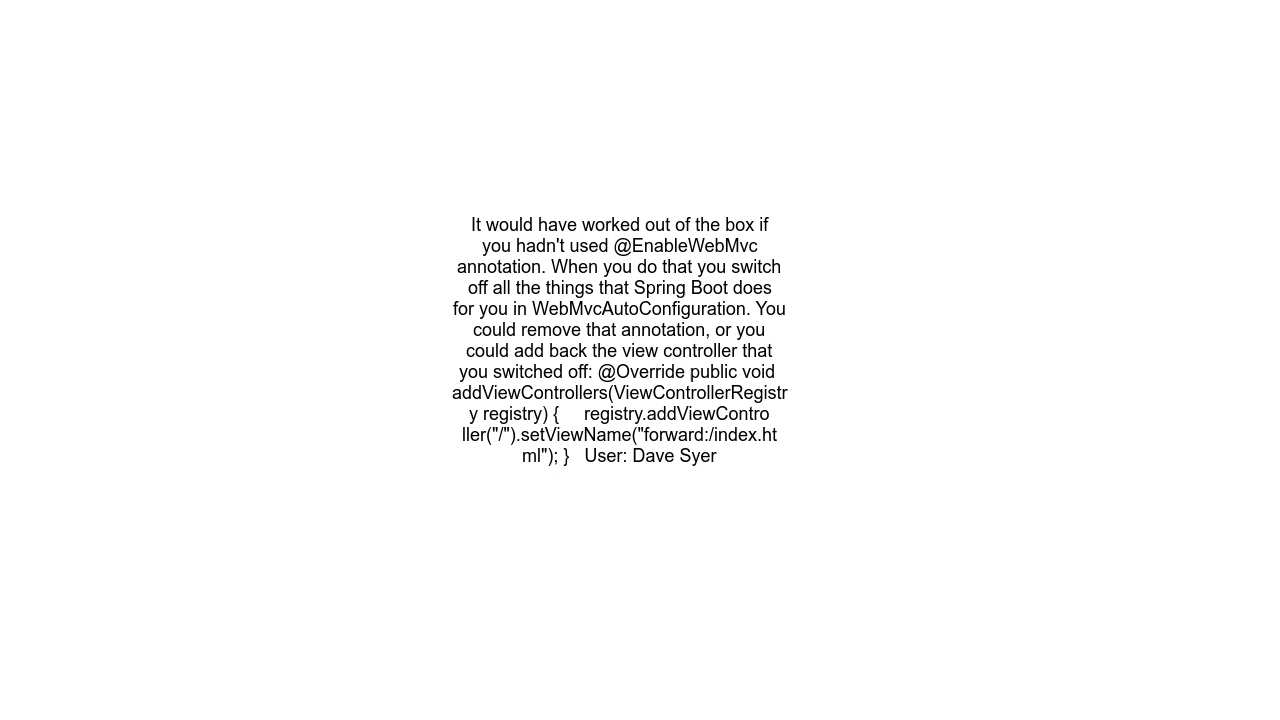 It would have worked out of the box if
you hadn't used @EnableWebMvc
annotation. When you do that you switch
off all the things that Spring Boot does
for you in WebMvcAutoConfiguration. You
could remove that annotation, or you
could add back the view controller that
you switched off: @Override public void
addViewControllers(ViewControllerRegistr
y registry) {     registry.addViewContro
ller("/").setViewName("forward:/index.ht
ml"); }   User: Dave Syer